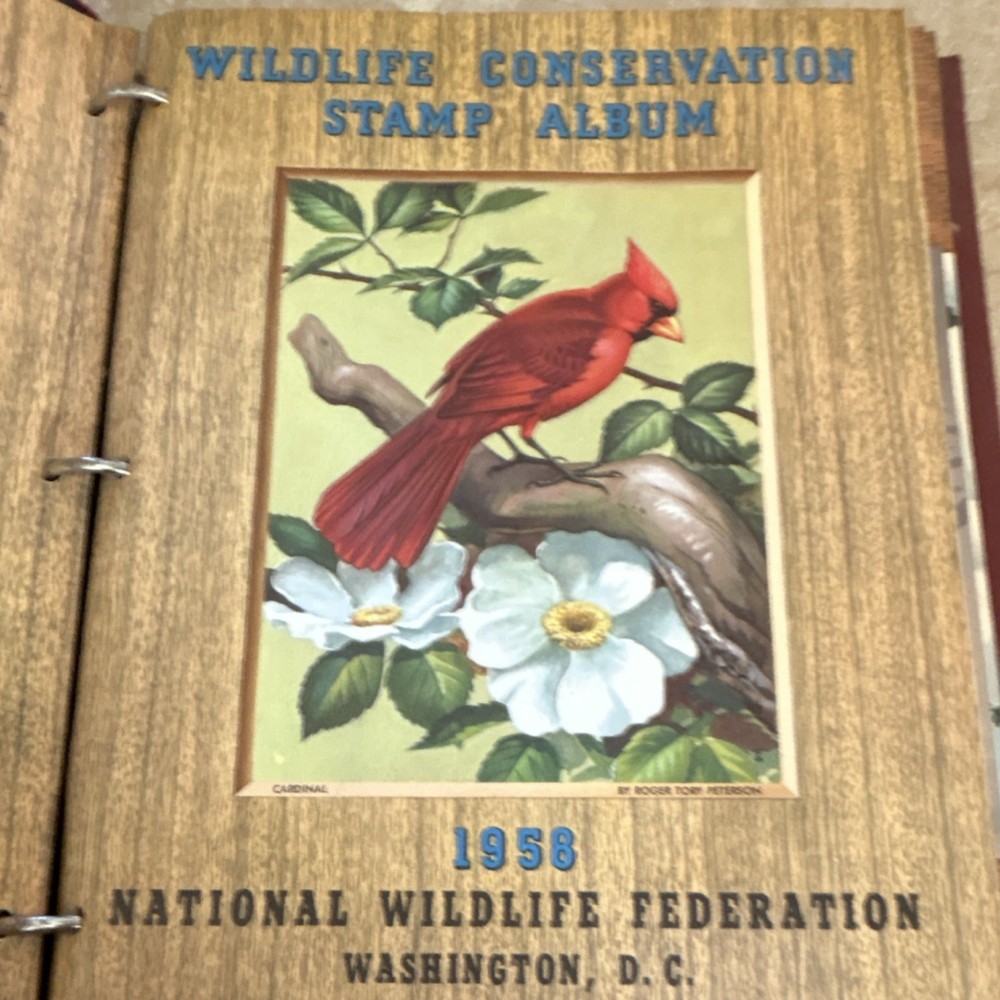 WILDLIFE CONSERVATION
STAMP ALBUM
CARDINAL
BY ROGER TORY PETERSON
1958
NATIONAL WILDLIFE FEDERATION
WASHINGTON, D. C.